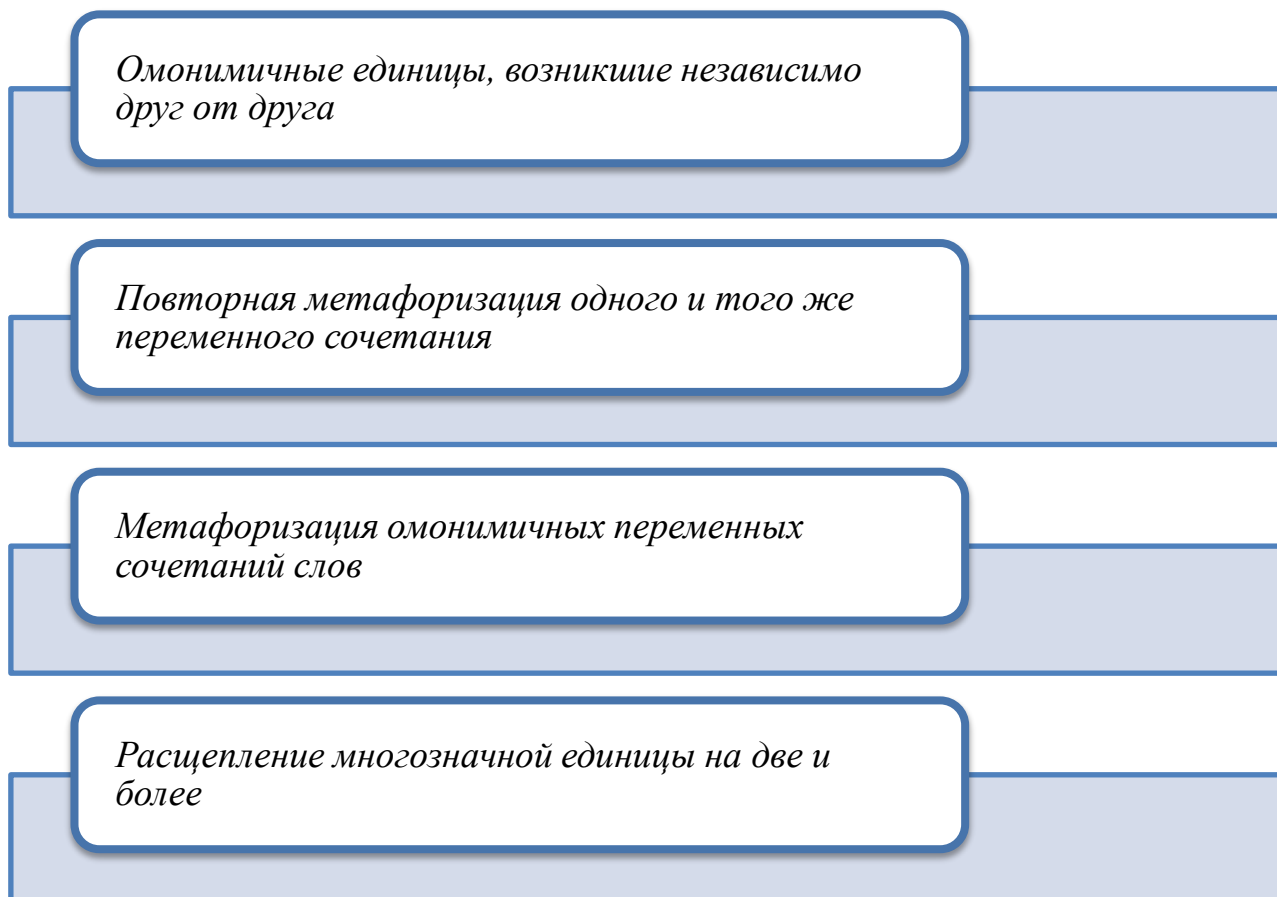 Омонимичные единицы, возникшие независимо
друг от друга
Повторная метафоризация одного и того же
переменного сочетания
Метафоризация омонимичных переменных
сочетаний слов
Расщепление многозначной единицы на две и
более